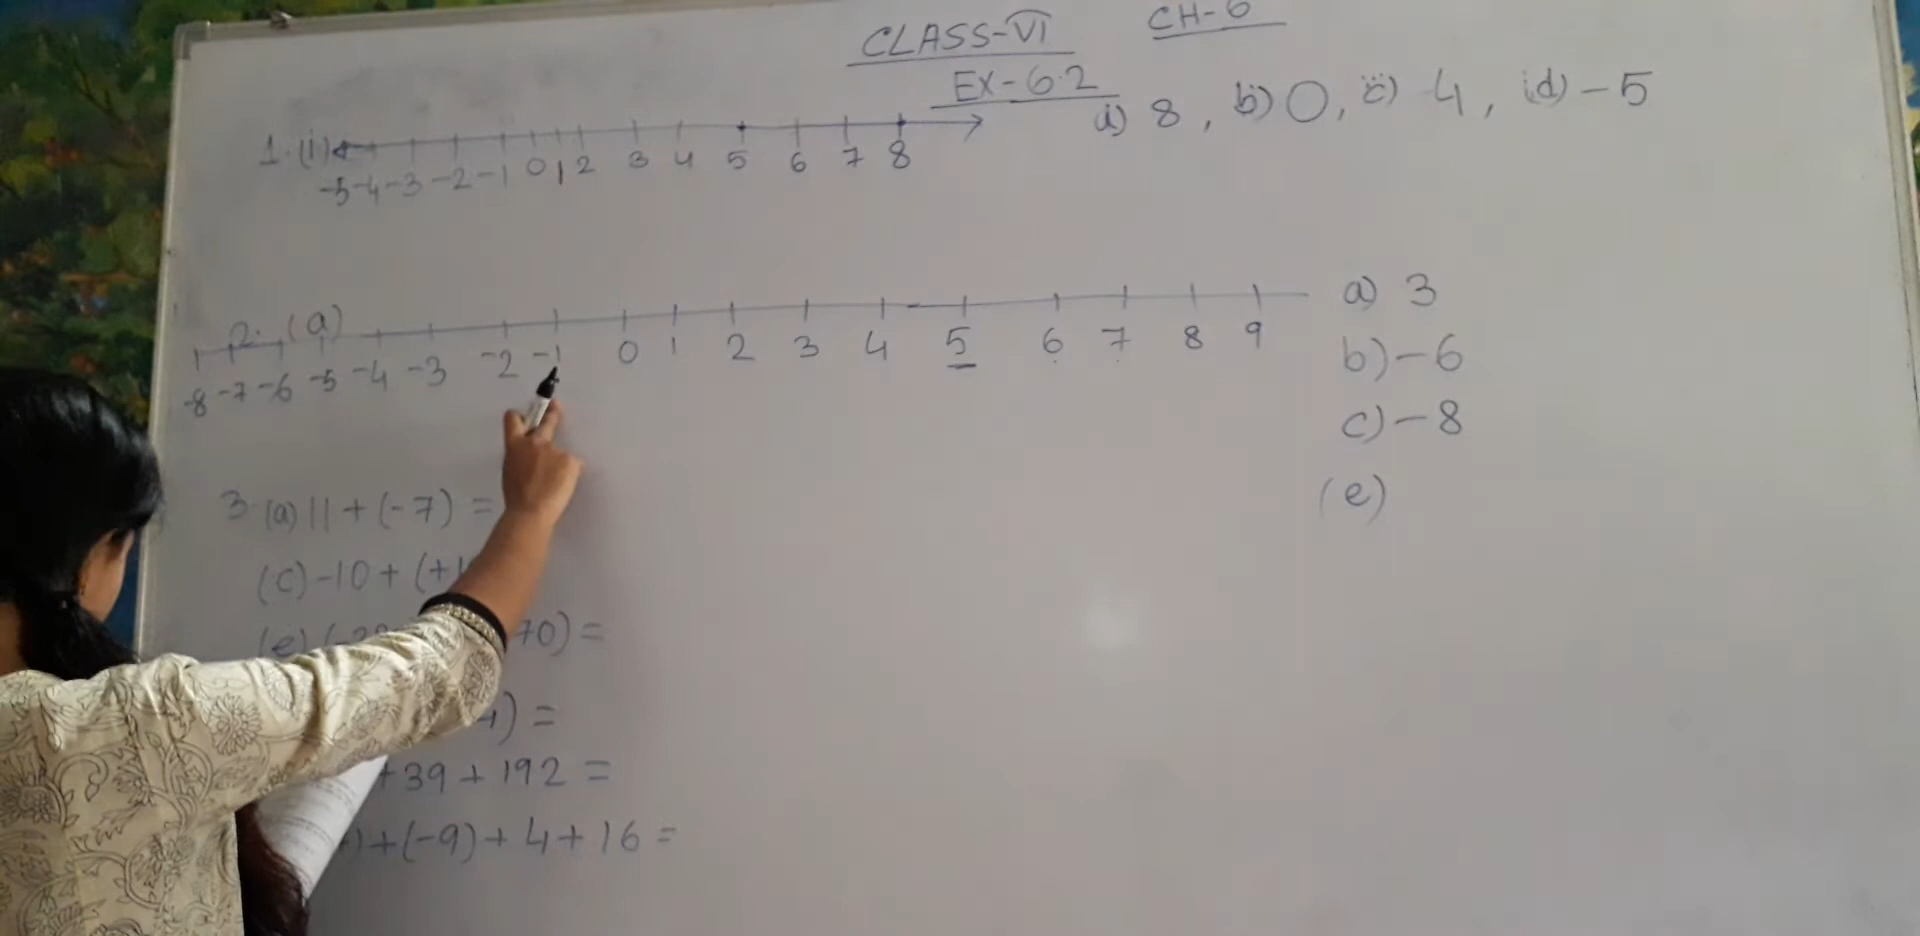 CLASS-VI CH-6
EX-6.2
1. (i)
-5 -4 -3 -2 -1 0 1 2 3 4 5 6 7 8
a) 8, b) 0, c) 4, d) -5
2. (a)
-8 -7 -6 -5 -4 -3 -2 -1 0 1 2 3 4 5 6 7 8 9
a) 3
b) -6
c) -8
(e)
3. (a) 11 + (-7) =
(c) -10 + (+
(e) 70) =
) =
+ 39 + 192 =
) + (-9) + 4 + 16 =